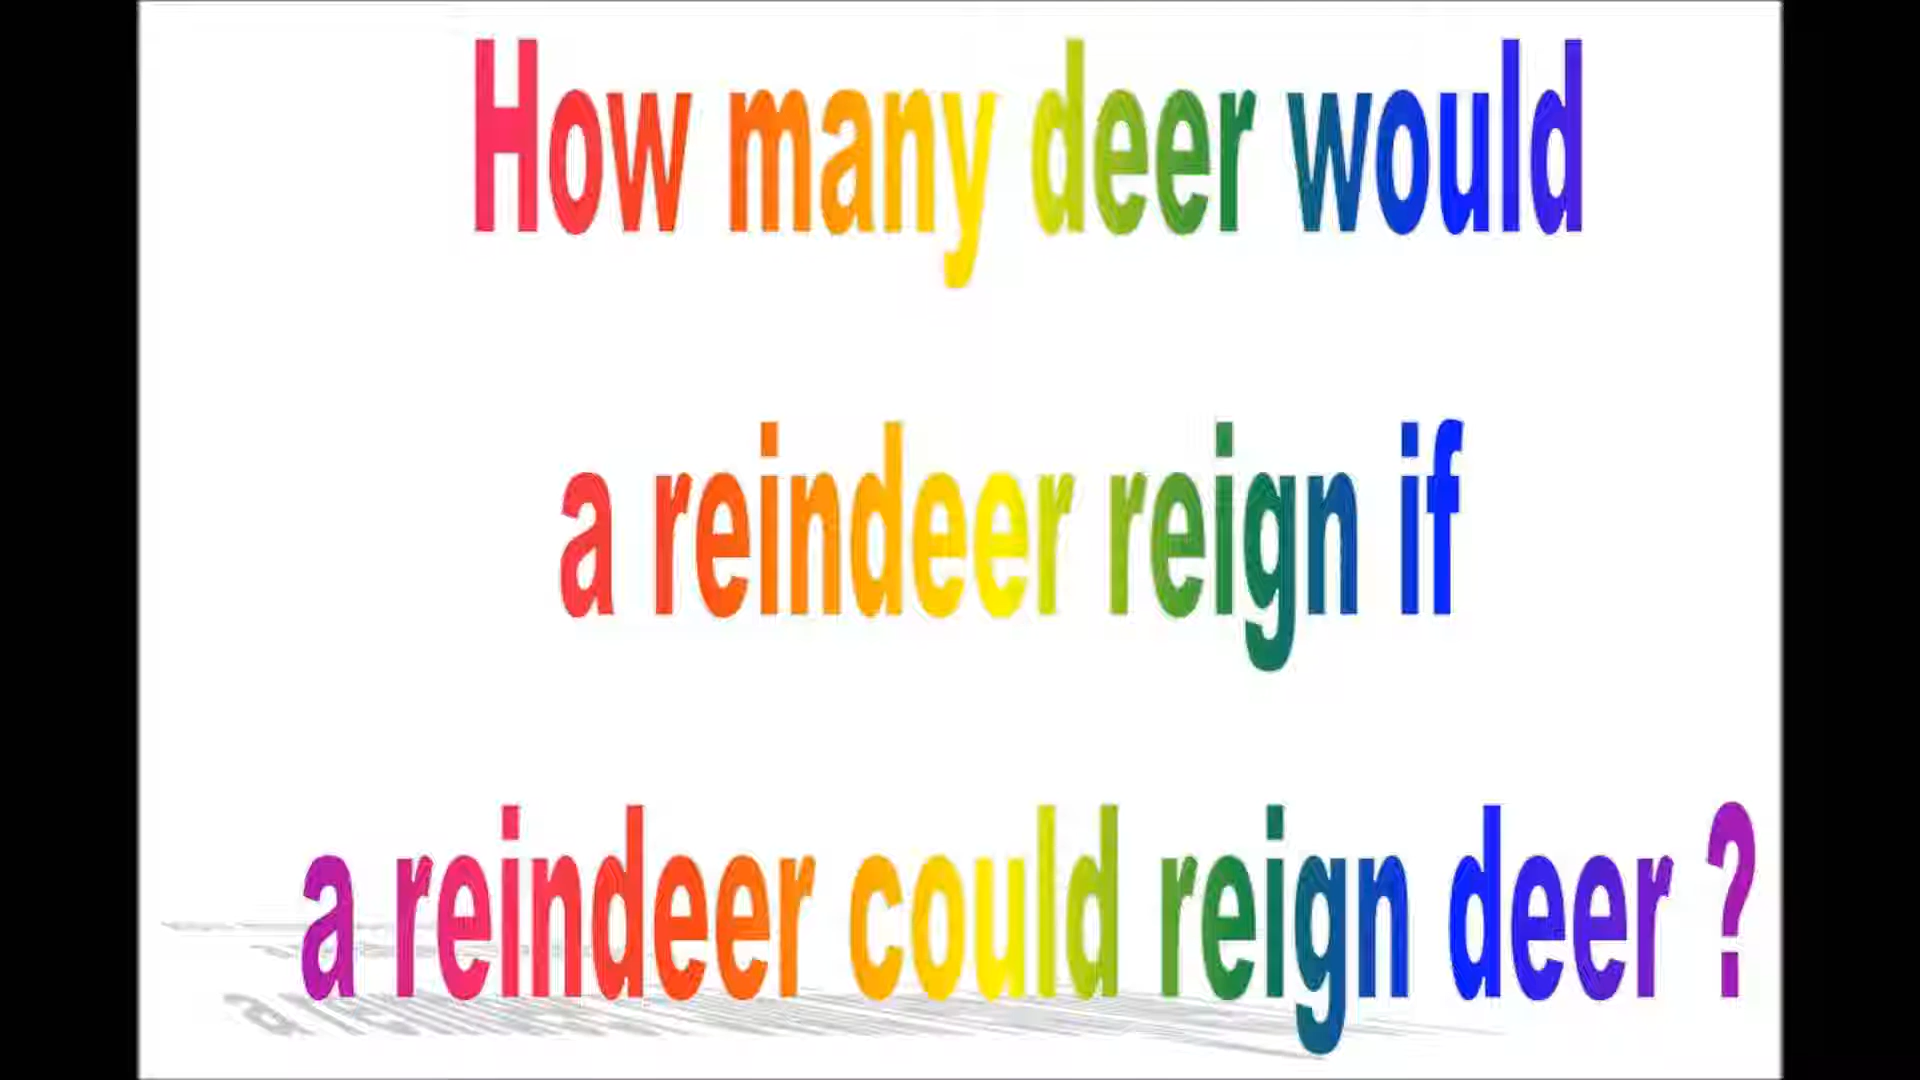 How many deer would
a reindeer reign if
a reindeer could reign deer ?